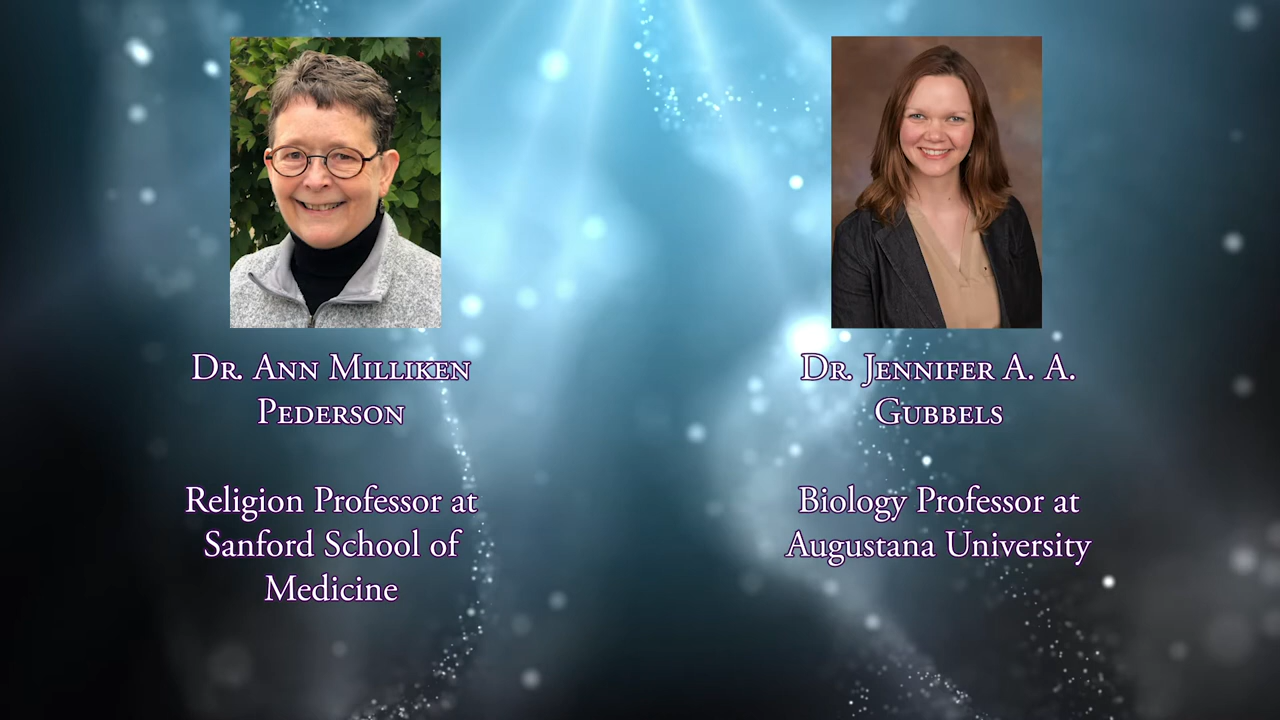 Dr. Ann Milliken
Pederson
Religion Professor at
Sanford School of
Medicine
Dr. Jennifer A. A.
Gubbels
Biology Professor at
Augustana University